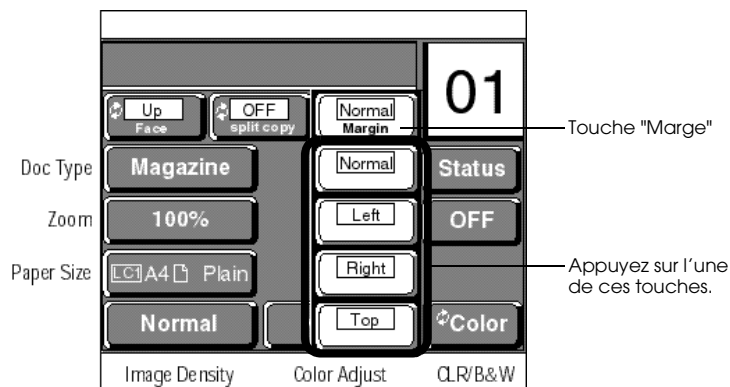 01
Up
Face
OFF
split copy
Normal
Margin
Touche "Marge"
Doc Type
Magazine
Normal
Status
Zoom
100%
Left
OFF
Paper Size
LC1 A4 Plain
Right
Appuyez sur l'une
de ces touches.
Normal
Top
Color
Image Density
Color Adjust
CLR/B&W